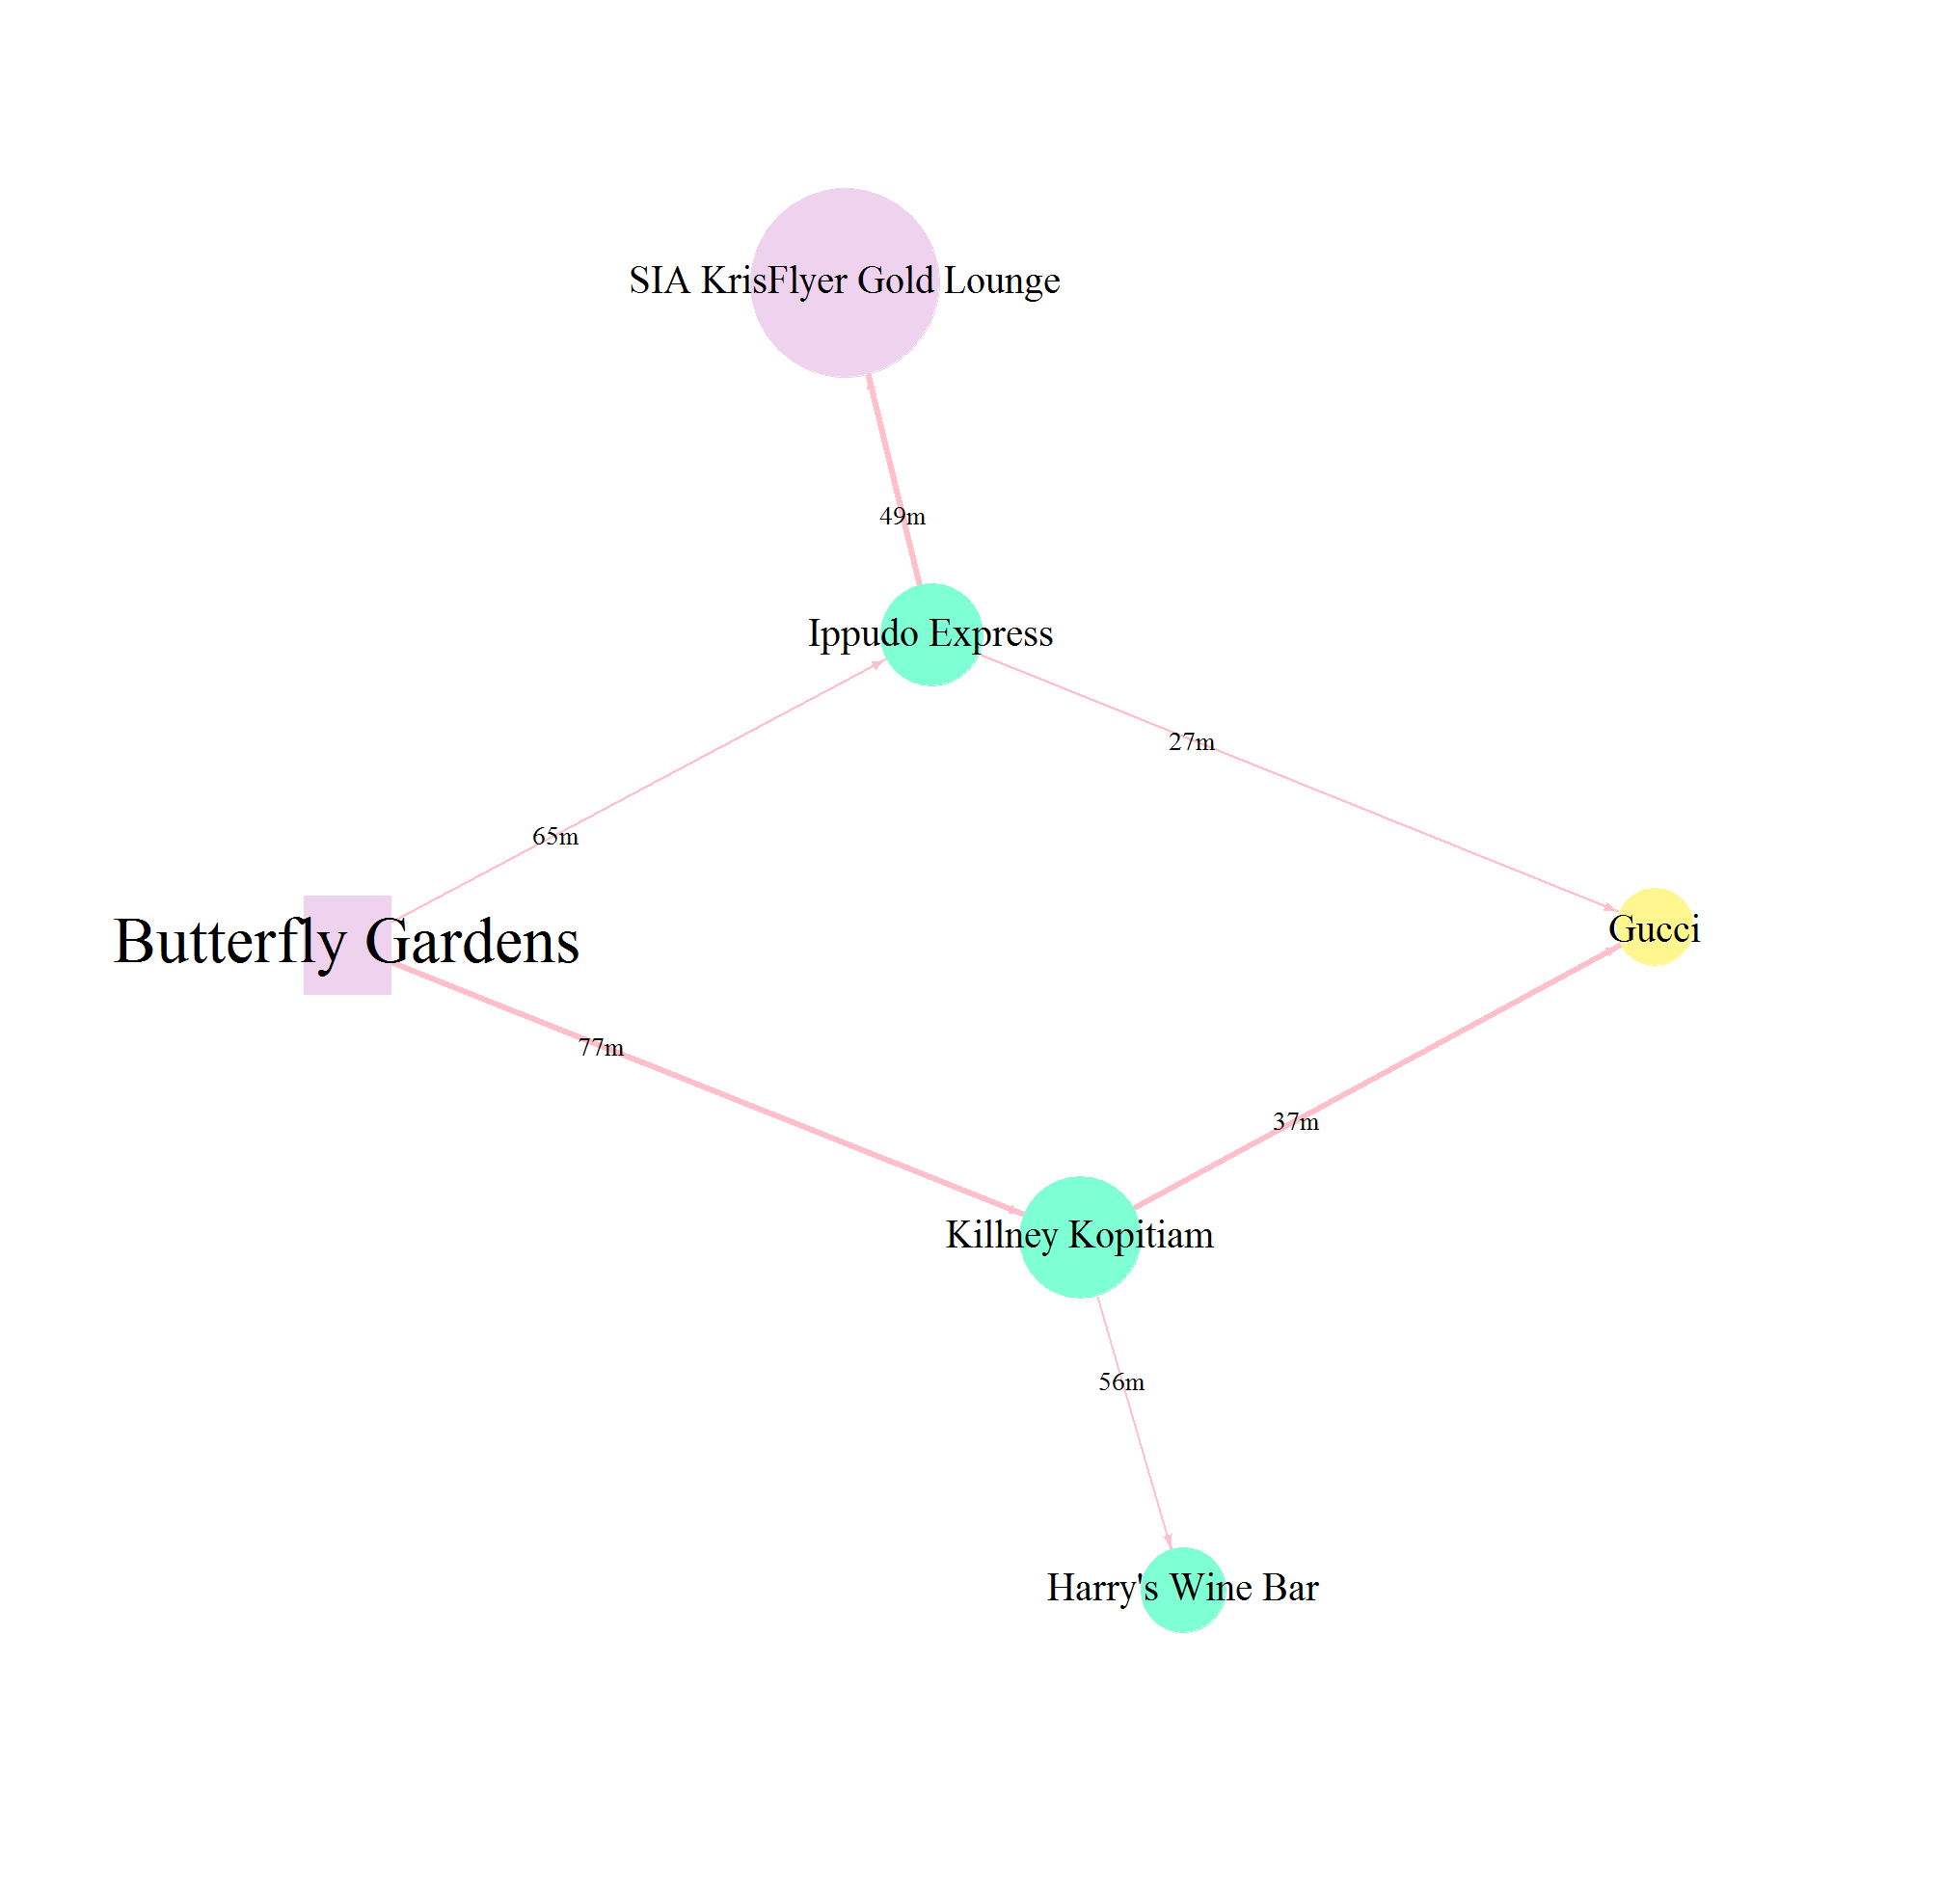 SIA KrisFlyer Gold Lounge
49m
Ippudo Express
27m
65m
Butterfly Gardens
Gucci
77m
37m
Killney Kopitiam
56m
Harry's Wine Bar